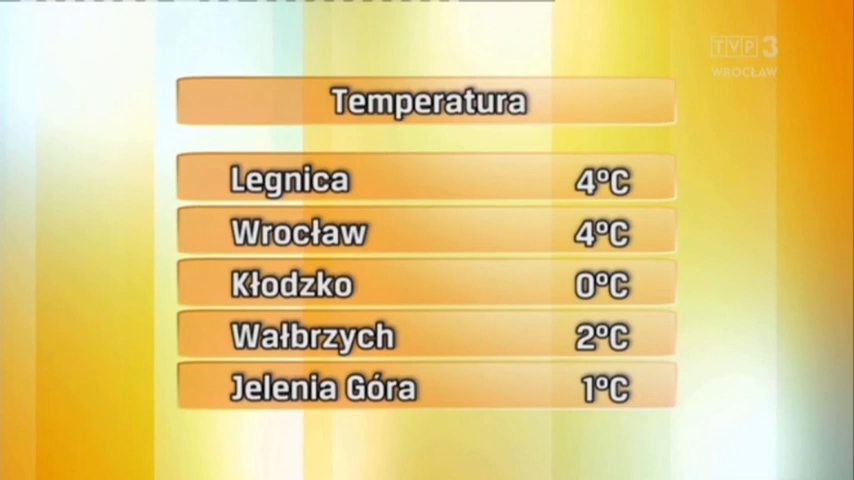 TVP3
WROCŁAW
Temperatura
Legnica 4°C
Wrocław 4°C
Kłodzko 0°C
Wałbrzych 2°C
Jelenia Góra 1°C